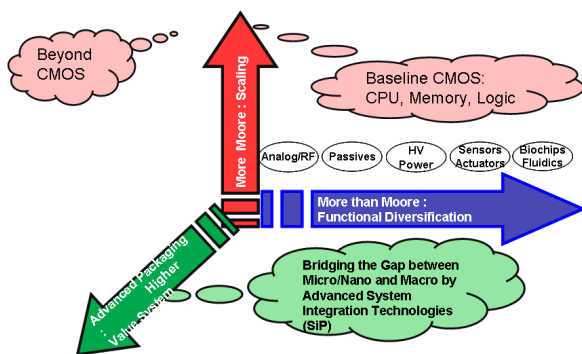 Beyond
CMOS
More Moore : Scaling
Baseline CMOS:
CPU, Memory, Logic
Analog/RF
Passives
HV
Power
Sensors
Actuators
Biochips
Fluidics
More than Moore :
Functional Diversification
Advanced Packaging
: Higher
Value System
Bridging the Gap between
Micro/Nano and Macro by
Advanced System
Integration Technologies
(SiP)